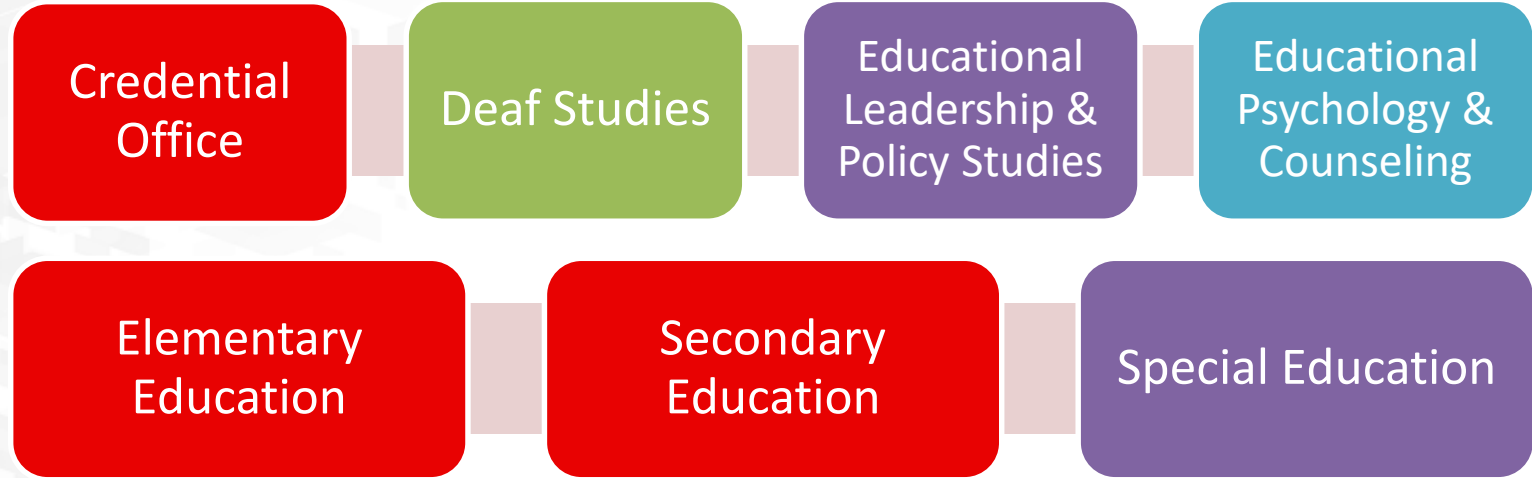 Credential
Office
Deaf Studies
Educational
Leadership &
Policy Studies
Educational
Psychology &
Counseling
Elementary
Education
Secondary
Education
Special Education